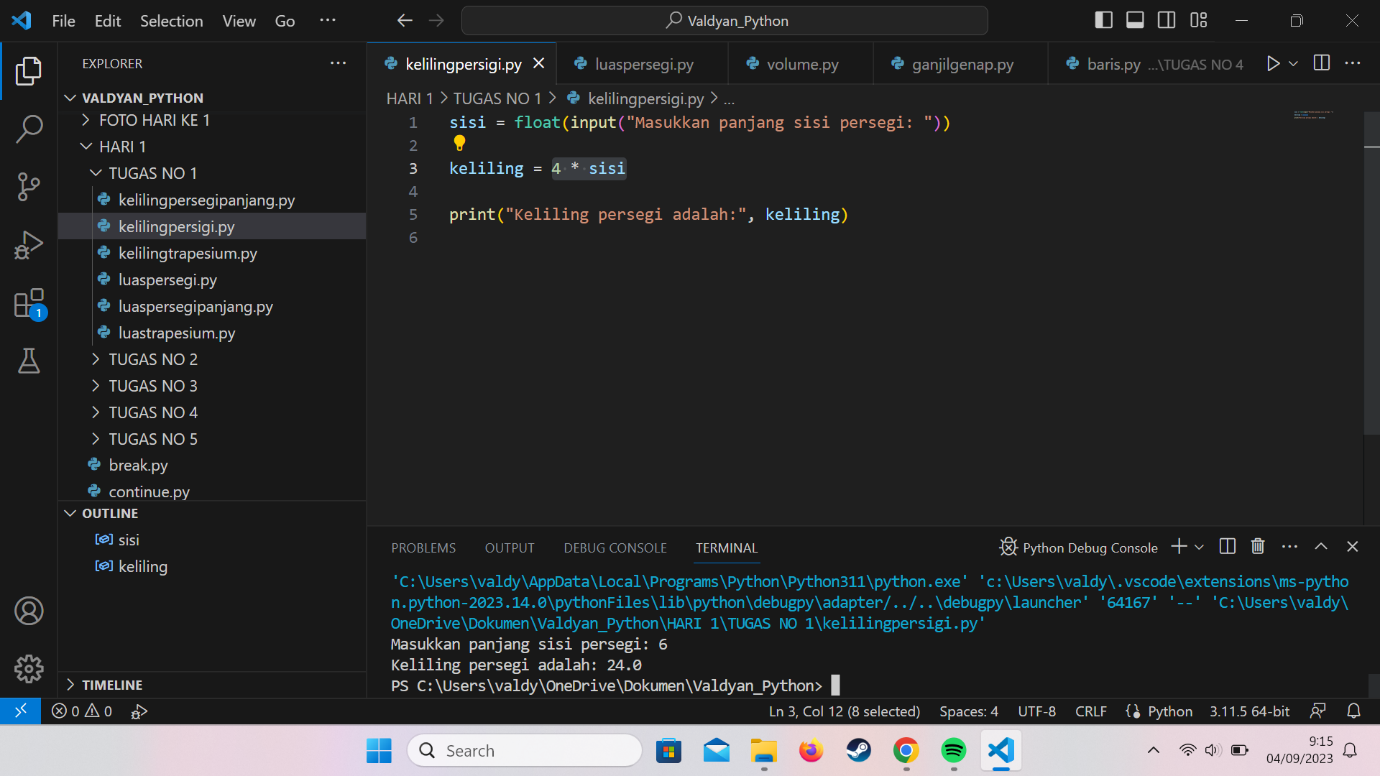 File Edit Selection View Go ··· Valdyan_Python
EXPLORER ···
VALDYAN_PYTHON
FOTO HARI KE 1
HARI 1
TUGAS NO 1
kelilingpersegipanjang.py
kelilingpersigi.py
kelilingtrapesium.py
luaspersegi.py
luaspersegipanjang.py
luastrapesium.py
TUGAS NO 2
TUGAS NO 3
TUGAS NO 4
TUGAS NO 5
break.py
continue.py
OUTLINE
sisi
keliling
TIMELINE
1
kelilingpersigi.py luaspersegi.py volume.py ganjilgenap.py baris.py ...\TUGAS NO 4 ···
HARI 1 > TUGAS NO 1 > kelilingpersigi.py > ...
1 sisi = float(input("Masukkan panjang sisi persegi: "))
2
3 keliling = 4 * sisi
4
5 print("Keliling persegi adalah:", keliling)
6
PROBLEMS OUTPUT DEBUG CONSOLE TERMINAL Python Debug Console ···
'C:\Users\valdy\AppData\Local\Programs\Python\Python311\python.exe' 'c:\Users\valdy\.vscode\extensions\ms-pytho
n.python-2023.14.0\pythonFiles\lib\python\debugpy\adapter/../..\debugpy\launcher' '64167' '--' 'C:\Users\valdy\
OneDrive\Dokumen\Valdyan_Python\HARI 1\TUGAS NO 1\kelilingpersigi.py'
Masukkan panjang sisi persegi: 6
Keliling persegi adalah: 24.0
PS C:\Users\valdy\OneDrive\Dokumen\Valdyan_Python>
0 0 Ln 3, Col 12 (8 selected) Spaces: 4 UTF-8 CRLF Python 3.11.5 64-bit
Search
9:15
04/09/2023